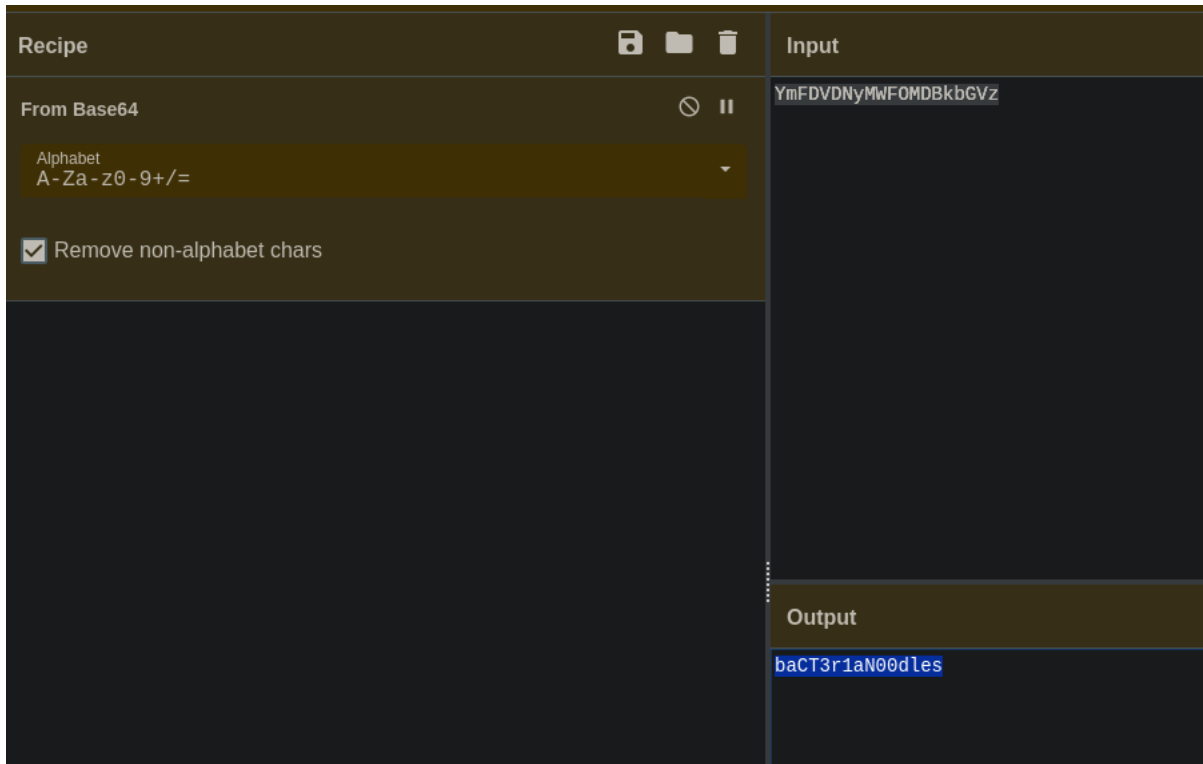 Recipe
From Base64
Alphabet
A-Za-z0-9+/=
Remove non-alphabet chars
Input
YmFDVDNyMWFOMDBkbGVz
Output
baCT3r1aN00dles